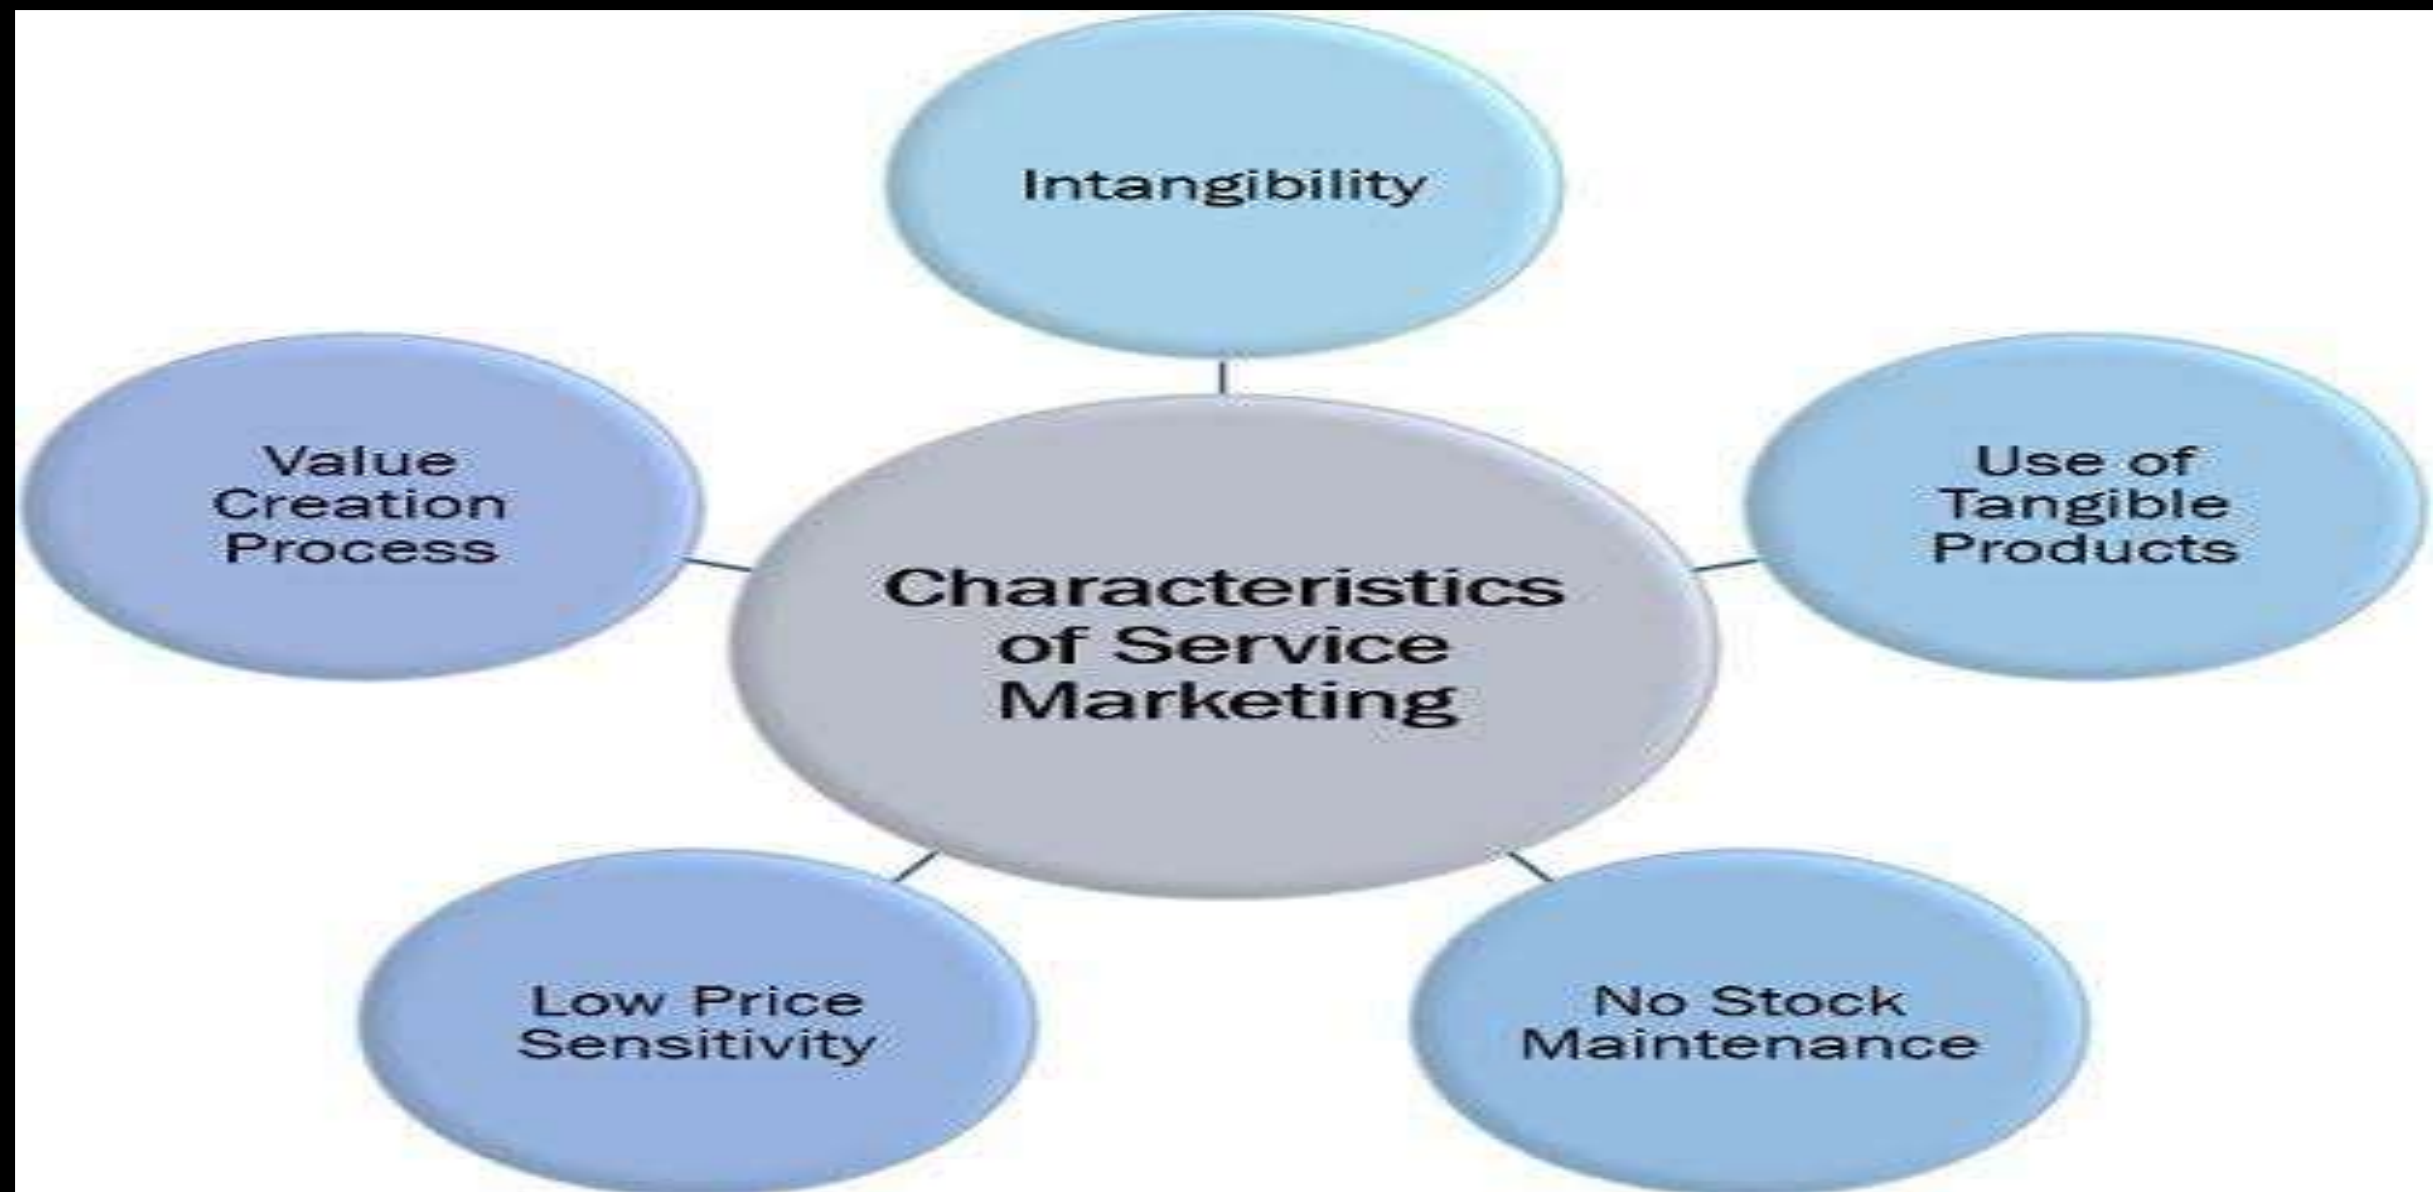 Intangibility
Use of
Tangible
Products
No Stock
Maintenance
Low Price
Sensitivity
Value
Creation
Process
Characteristics
of Service
Marketing